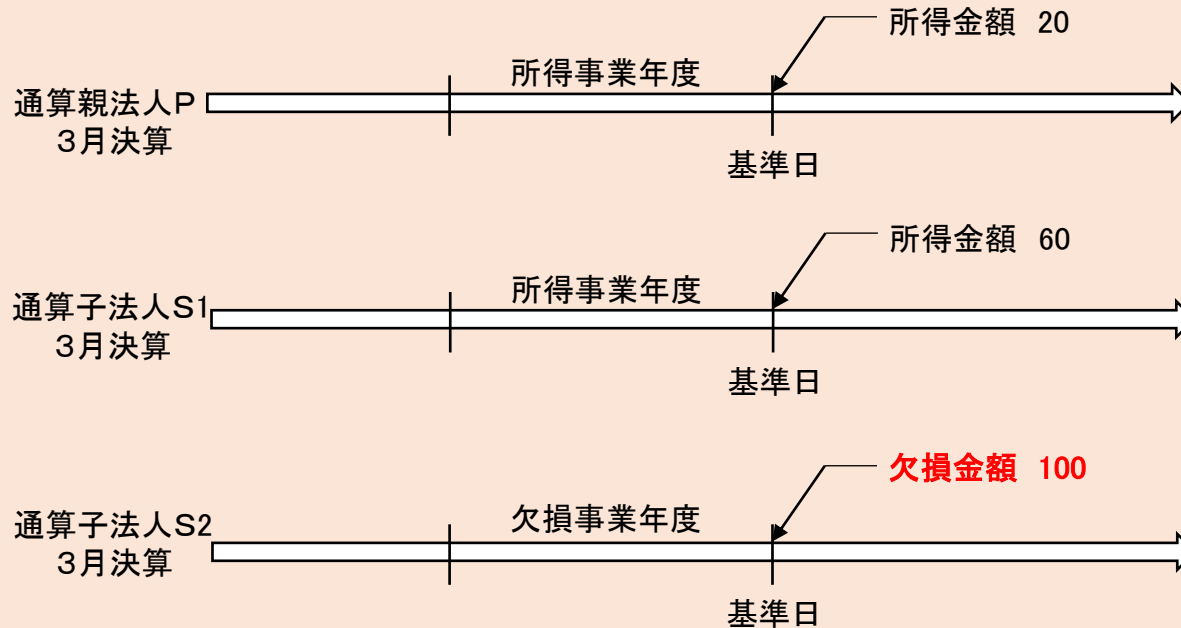 所得金額 20
所得事業年度
通算親法人P
3月決算
基準日
所得金額 60
所得事業年度
通算子法人S1
3月決算
基準日
欠損金額 100
欠損事業年度
通算子法人S2
3月決算
基準日